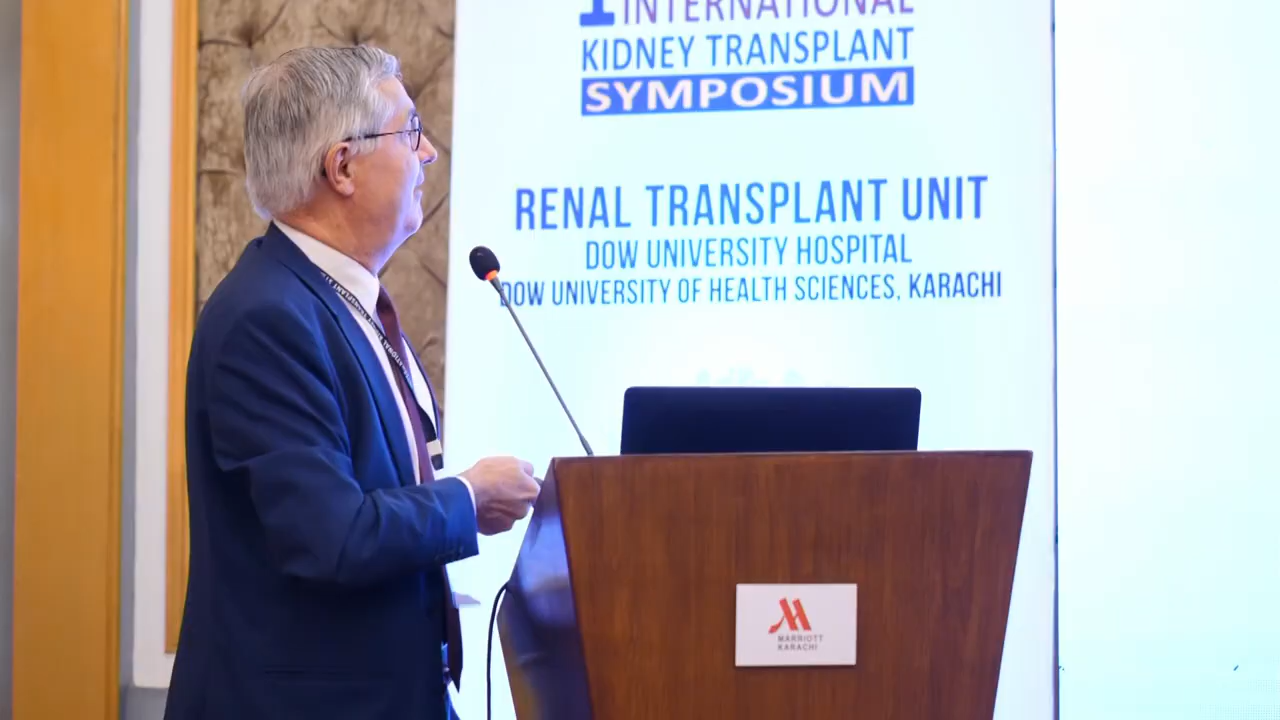 INTERNATIONAL
KIDNEY TRANSPLANT
SYMPOSIUM
RENAL TRANSPLANT UNIT
DOW UNIVERSITY HOSPITAL
DOW UNIVERSITY OF HEALTH SCIENCES, KARACHI
MARRIOTT
KARACHI